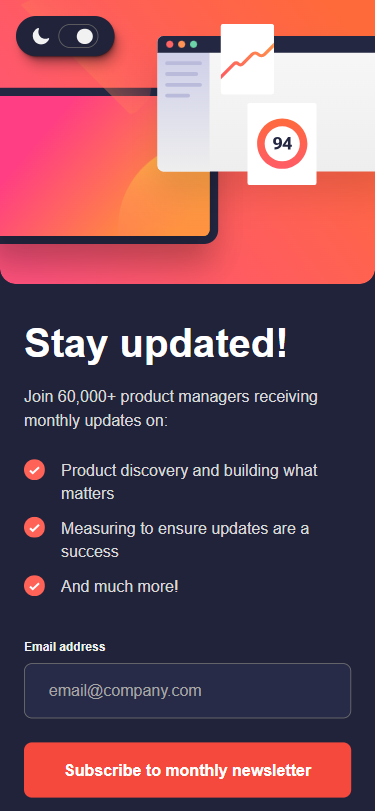 94
Stay updated!
Join 60,000+ product managers receiving
monthly updates on:
Product discovery and building what
matters
Measuring to ensure updates are a
success
And much more!
Email address
email@company.com
Subscribe to monthly newsletter